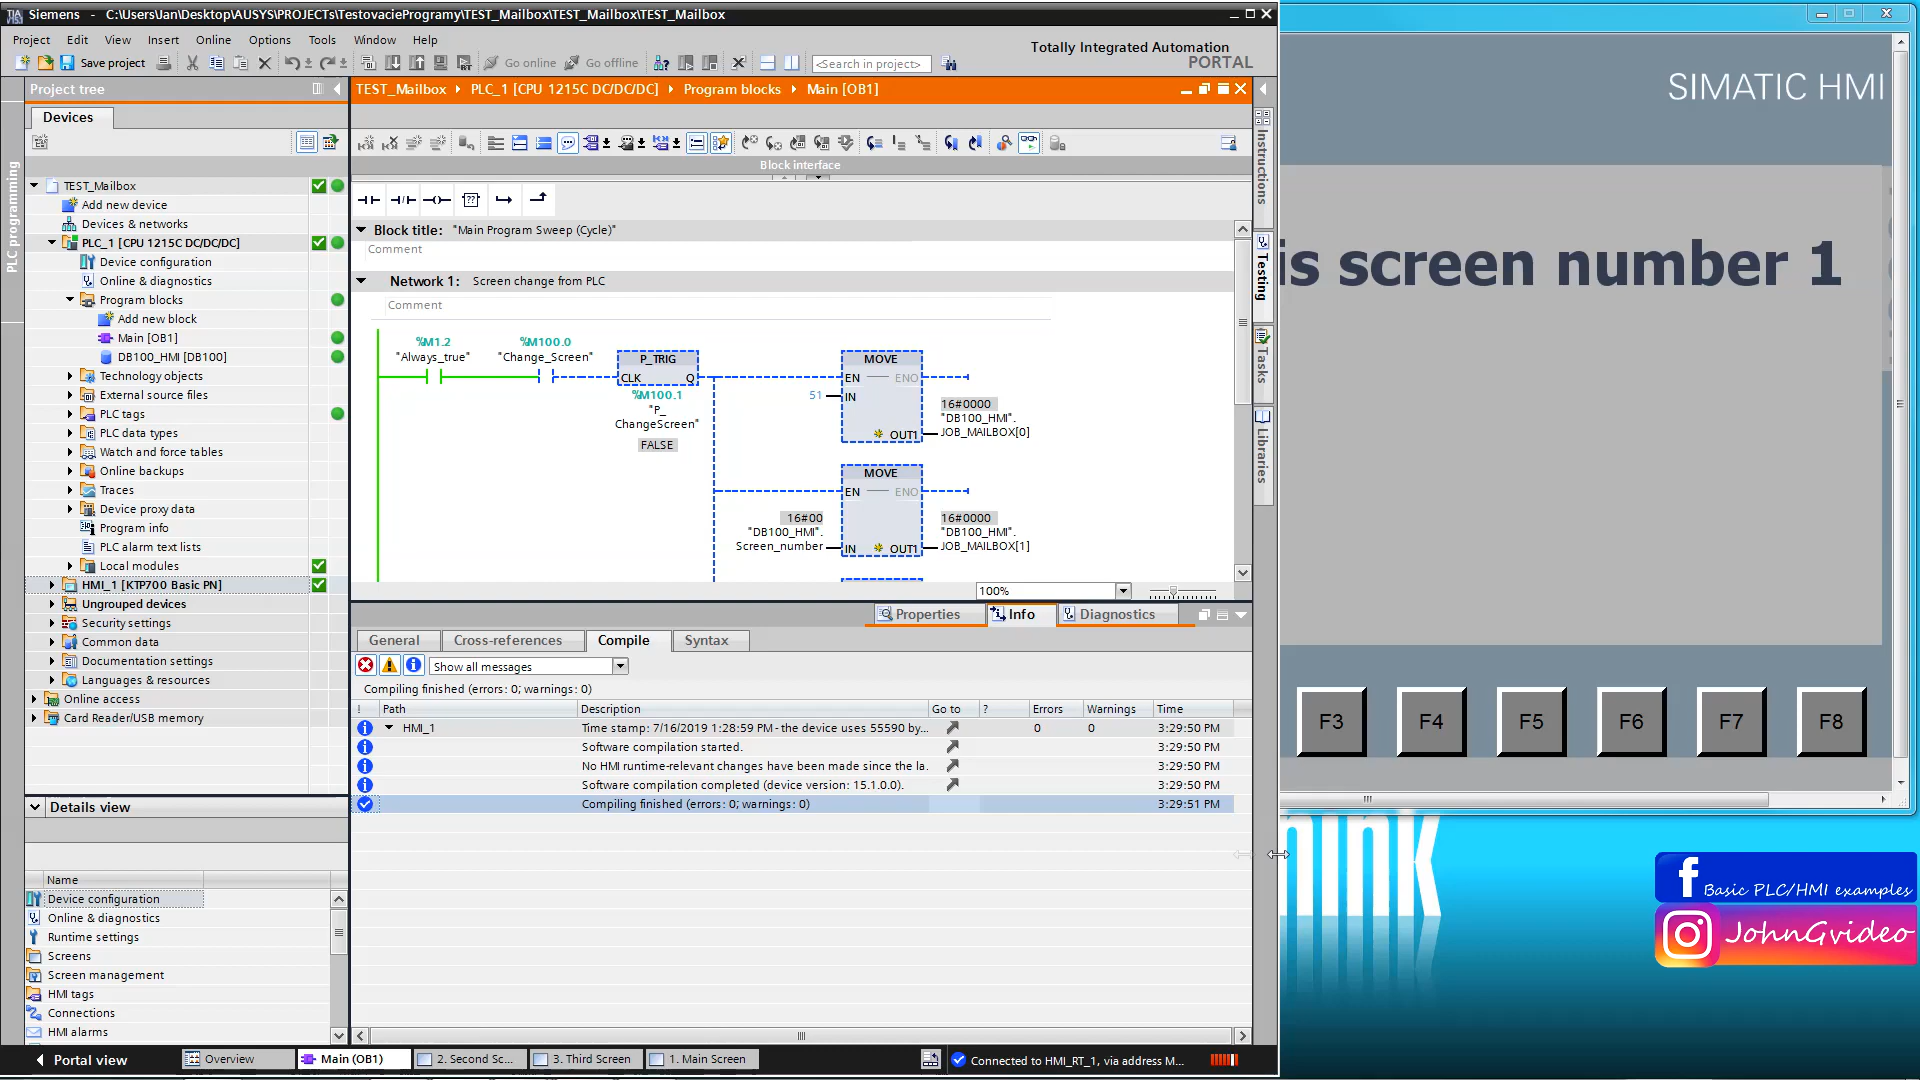 Siemens - C:\Users\Jan\Desktop\AUSYS\PROJECTs\TestovacieProgramy\TEST_Mailbox\TEST_Mailbox\TEST_Mailbox
Project Edit View Insert Online Options Tools Window Help
Totally Integrated Automation
PORTAL
Save project
Go online
Go offline
<Search in project>
Project tree
TEST_Mailbox PLC_1 [CPU 1215C DC/DC/DC] Program blocks Main [OB1]
Devices
PLC programming
TEST_Mailbox
Add new device
Devices & networks
PLC_1 [CPU 1215C DC/DC/DC]
Device configuration
Online & diagnostics
Program blocks
Add new block
Main [OB1]
DB100_HMI [DB100]
Technology objects
External source files
PLC tags
PLC data types
Watch and force tables
Online backups
Traces
Device proxy data
Program info
PLC alarm text lists
Local modules
HMI_1 [KTP700 Basic PN]
Ungrouped devices
Security settings
Common data
Documentation settings
Languages & resources
Online access
Card Reader/USB memory
Details view
Name
Device configuration
Online & diagnostics
Runtime settings
Screens
Screen management
HMI tags
Connections
HMI alarms
Block interface
Block title: "Main Program Sweep (Cycle)"
Comment
Network 1: Screen change from PLC
Comment
%M1.2
"Always_true"
%M100.0
"Change_Screen"
P_TRIG
CLK Q
%M100.1
"P_
ChangeScreen"
FALSE
MOVE
EN ENO
51 IN
OUT1
16#0000
"DB100_HMI".
JOB_MAILBOX[0]
MOVE
EN ENO
16#00
"DB100_HMI".
Screen_number IN
OUT1
16#0000
"DB100_HMI".
JOB_MAILBOX[1]
100%
Instructions
Testing
Tasks
Libraries
Properties Info Diagnostics
General Cross-references Compile Syntax
Show all messages
Compiling finished (errors: 0; warnings: 0)
! Path Description Go to ? Errors Warnings Time
HMI_1 Time stamp: 7/16/2019 1:28:59 PM - the device uses 55590 by... 0 0 3:29:50 PM
Software compilation started. 3:29:50 PM
No HMI runtime-relevant changes have been made since the la. 3:29:50 PM
Software compilation completed (device version: 15.1.0.0). 3:29:50 PM
Compiling finished (errors: 0; warnings: 0) 3:29:51 PM
Portal view
Overview
Main (OB1)
2. Second Sc...
3. Third Screen
1. Main Screen
Connected to HMI_RT_1, via address M...
SIMATIC HMI
is screen number 1
F3 F4 F5 F6 F7 F8
Basic PLC/HMI examples
JohnGvideo